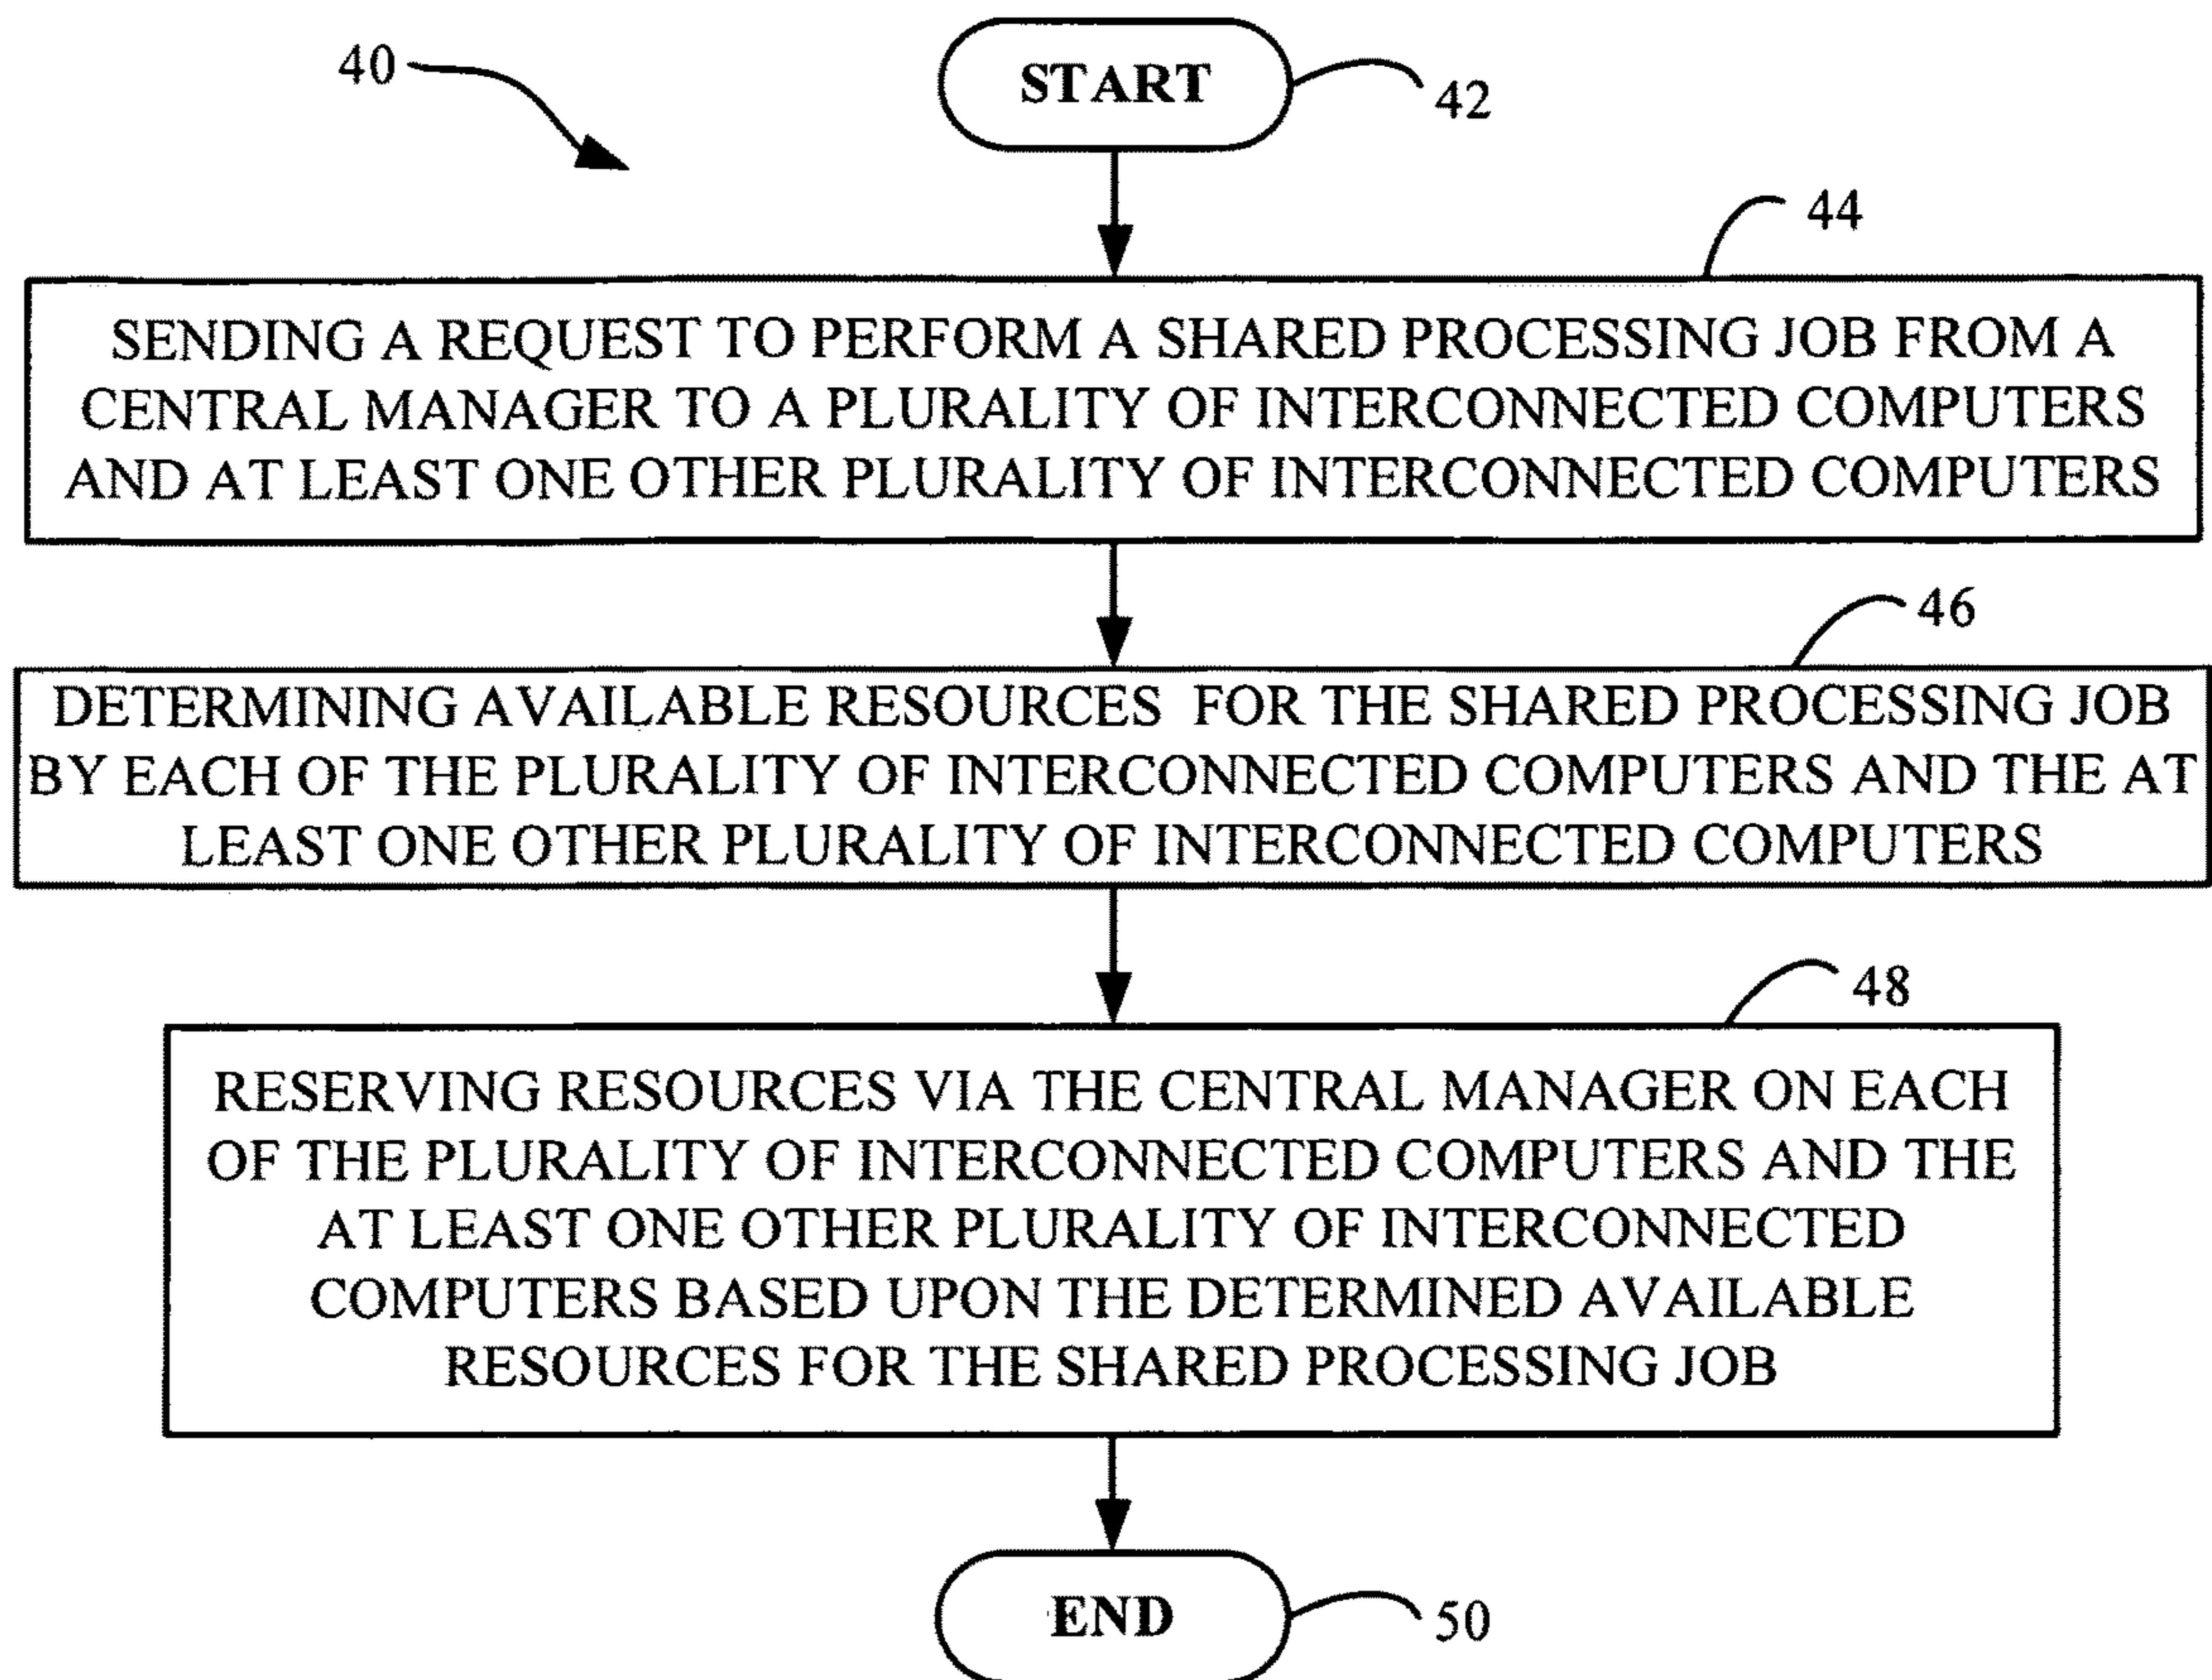 40
START
42
44
SENDING A REQUEST TO PERFORM A SHARED PROCESSING JOB FROM A
CENTRAL MANAGER TO A PLURALITY OF INTERCONNECTED COMPUTERS
AND AT LEAST ONE OTHER PLURALITY OF INTERCONNECTED COMPUTERS
46
DETERMINING AVAILABLE RESOURCES FOR THE SHARED PROCESSING JOB
BY EACH OF THE PLURALITY OF INTERCONNECTED COMPUTERS AND THE AT
LEAST ONE OTHER PLURALITY OF INTERCONNECTED COMPUTERS
48
RESERVING RESOURCES VIA THE CENTRAL MANAGER ON EACH
OF THE PLURALITY OF INTERCONNECTED COMPUTERS AND THE
AT LEAST ONE OTHER PLURALITY OF INTERCONNECTED
COMPUTERS BASED UPON THE DETERMINED AVAILABLE
RESOURCES FOR THE SHARED PROCESSING JOB
END
50